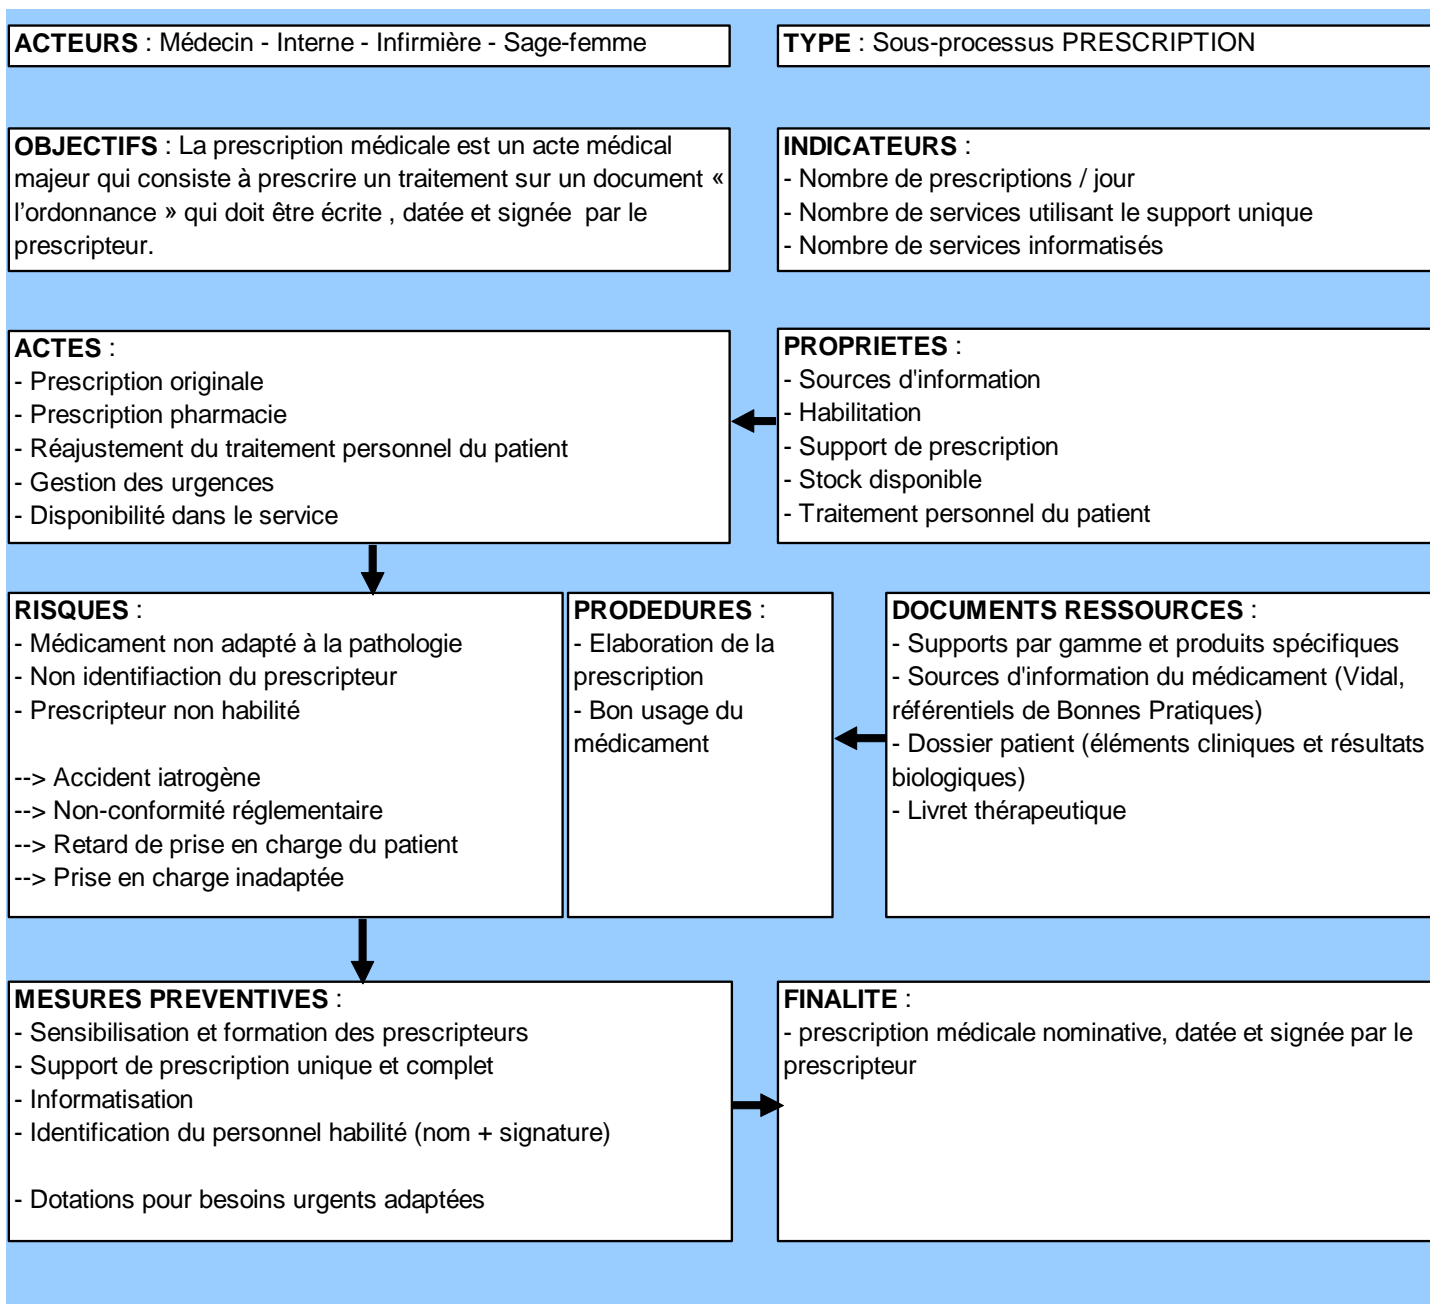 ACTEURS : Médecin - Interne - Infirmière - Sage-femme
TYPE : Sous-processus PRESCRIPTION
OBJECTIFS : La prescription médicale est un acte médical
majeur qui consiste à prescrire un traitement sur un document «
l'ordonnance » qui doit être écrite , datée et signée par le
prescripteur.
INDICATEURS :
- Nombre de prescriptions / jour
- Nombre de services utilisant le support unique
- Nombre de services informatisés
ACTES :
- Prescription originale
- Prescription pharmacie
- Réajustement du traitement personnel du patient
- Gestion des urgences
- Disponibilité dans le service
PROPRIETES :
- Sources d'information
- Habilitation
- Support de prescription
- Stock disponible
- Traitement personnel du patient
RISQUES :
- Médicament non adapté à la pathologie
- Non identifiaction du prescripteur
- Prescripteur non habilité
--> Accident iatrogène
--> Non-conformité réglementaire
--> Retard de prise en charge du patient
--> Prise en charge inadaptée
PRODEDURES :
- Elaboration de la
prescription
- Bon usage du
médicament
DOCUMENTS RESSOURCES :
- Supports par gamme et produits spécifiques
- Sources d'information du médicament (Vidal,
référentiels de Bonnes Pratiques)
- Dossier patient (éléments cliniques et résultats
biologiques)
- Livret thérapeutique
MESURES PREVENTIVES :
- Sensibilisation et formation des prescripteurs
- Support de prescription unique et complet
- Informatisation
- Identification du personnel habilité (nom + signature)
- Dotations pour besoins urgents adaptées
FINALITE :
- prescription médicale nominative, datée et signée par le
prescripteur